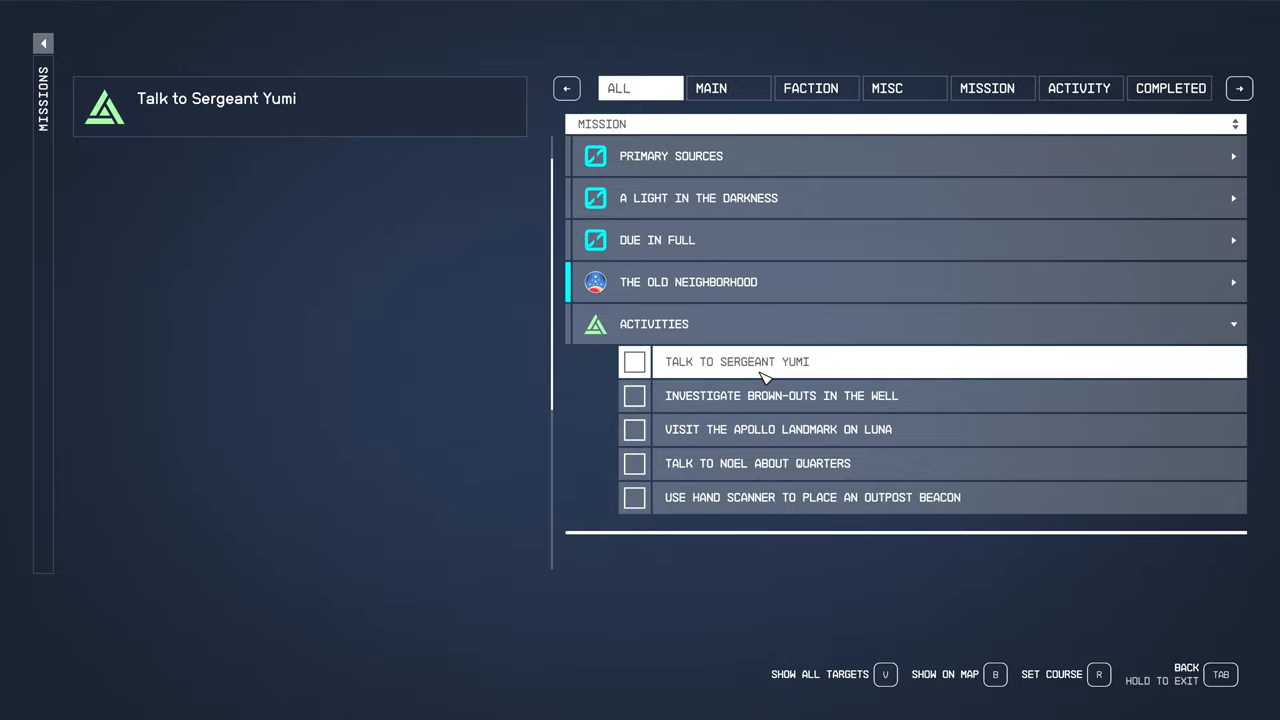 MISSIONS
Talk to Sergeant Yumi
ALL
MAIN
FACTION
MISC
MISSION
ACTIVITY
COMPLETED
MISSION
PRIMARY SOURCES
A LIGHT IN THE DARKNESS
DUE IN FULL
THE OLD NEIGHBORHOOD
ACTIVITIES
TALK TO SERGEANT YUMI
INVESTIGATE BROWN-OUTS IN THE WELL
VISIT THE APOLLO LANDMARK ON LUNA
TALK TO NOEL ABOUT QUARTERS
USE HAND SCANNER TO PLACE AN OUTPOST BEACON
SHOW ALL TARGETS V
SHOW ON MAP B
SET COURSE R
BACK
HOLD TO EXIT TAB